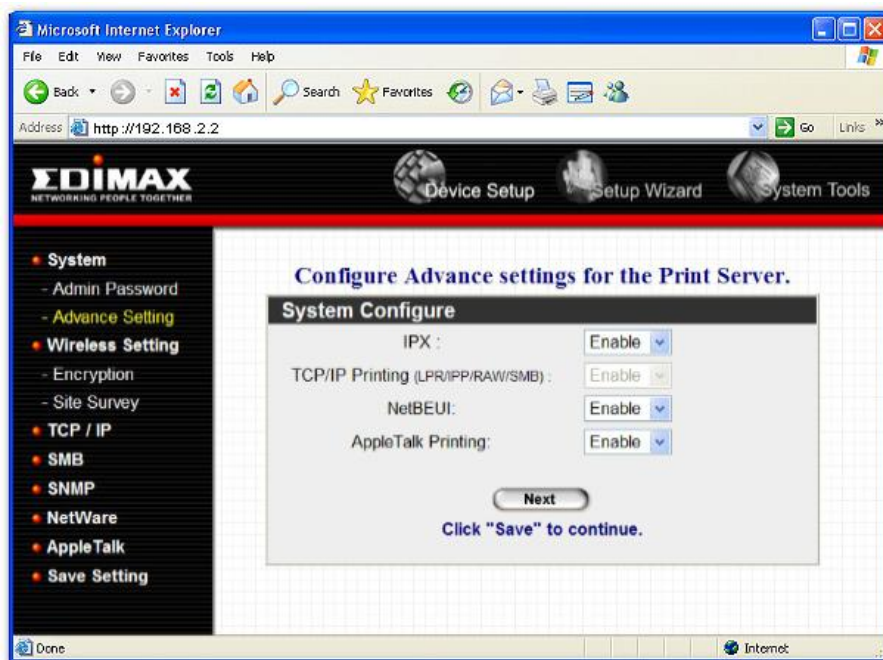 Microsoft Internet Explorer
File Edit View Favorites Tools Help
Back Search Favorites
Address http://192.168.2.2 Go Links »
EDIMAX
NETWORKING PEOPLE TOGETHER
Device Setup Setup Wizard System Tools
System
- Admin Password
- Advance Setting
Wireless Setting
- Encryption
- Site Survey
TCP / IP
SMB
SNMP
NetWare
AppleTalk
Save Setting
Configure Advance settings for the Print Server.
System Configure
IPX : Enable
TCP/IP Printing (LPR/IPP/RAW/SMB) : Enable
NetBEUI: Enable
AppleTalk Printing: Enable
Next
Click "Save" to continue.
Done Internet